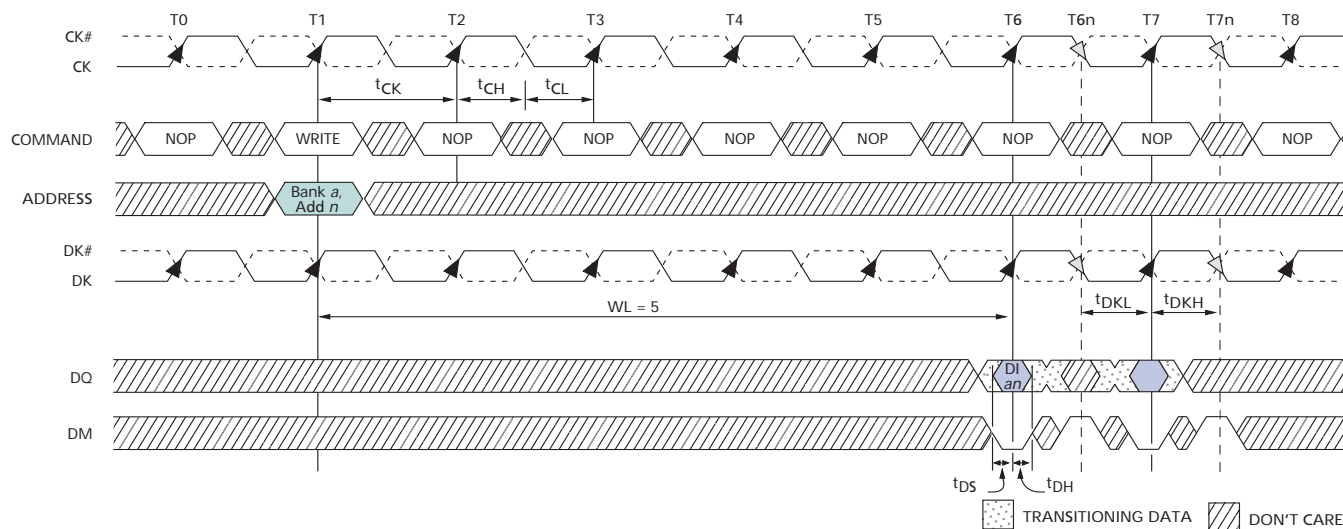 T0 T1 T2 T3 T4 T5 T6 T6n T7 T7n T8
CK#
CK
tCK tCH tCL
COMMAND NOP WRITE NOP NOP NOP NOP NOP NOP NOP
ADDRESS Bank a,
Add n
DK#
DK
WL = 5 tDKL tDKH
DQ DI
an
DM
tDS tDH
TRANSITIONING DATA DON'T CARE